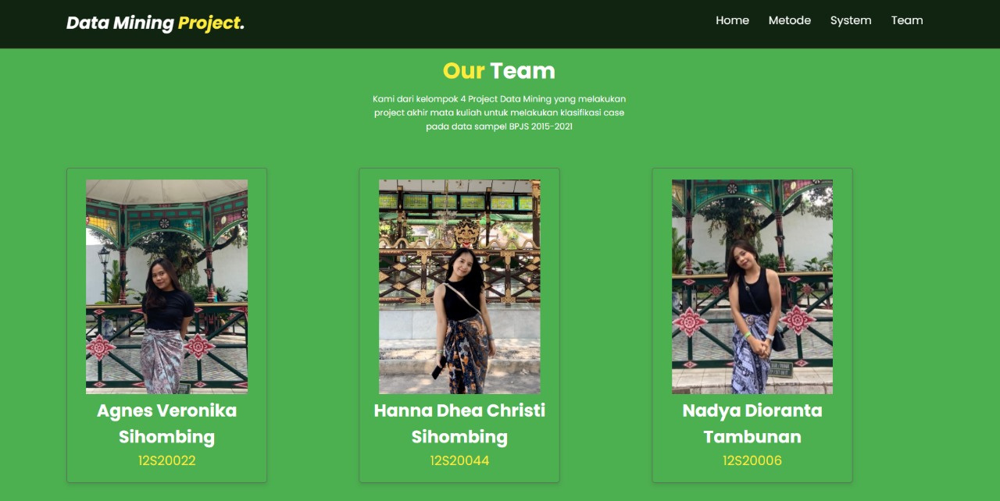 Data Mining Project.
Home Metode System Team
Our Team
Kami dari kelompok 4 Project Data Mining yang melakukan
project akhir mata kuliah untuk melakukan klasifikasi case
pada data sampel BPJS 2015-2021
Agnes Veronika
Sihombing
12S20022
Hanna Dhea Christi
Sihombing
12S20044
Nadya Dioranta
Tambunan
12S20006